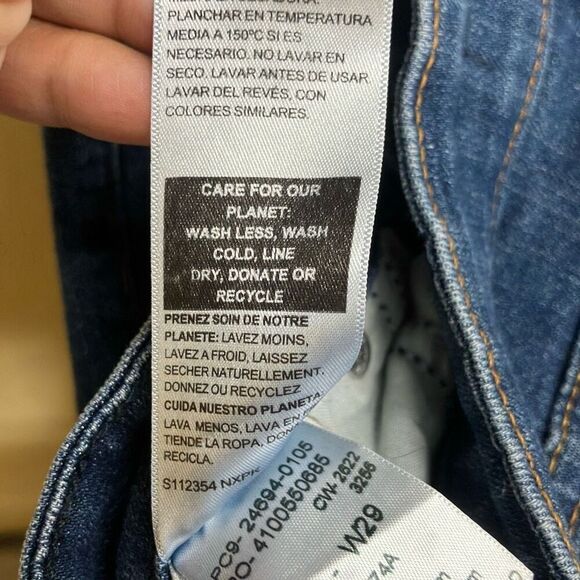 PLANCHAR EN TEMPERATURA
MEDIA A 150ºC SI ES
NECESARIO. NO LAVAR EN
SECO. LAVAR ANTES DE USAR
LAVAR DEL REVÉS, CON
COLORES SIMILARES.
CARE FOR OUR
PLANET:
WASH LESS, WASH
COLD, LINE
DRY, DONATE OR
RECYCLE
PRENEZ SOIN DE NOTRE
PLANETE: LAVEZ MOINS,
LAVEZ A FROID, LAISSEZ
SECHER NATURELLEMENT.
DONNEZ OU RECYCLEZ
CUIDA NUESTRO PLANETA
LAVA MENOS, LAVA EN
TIENDE LA ROPA,
RECICLA.
S112354
PC9- 24694-0105
PO- 4100550685
CW-2622
3256
W29
74A